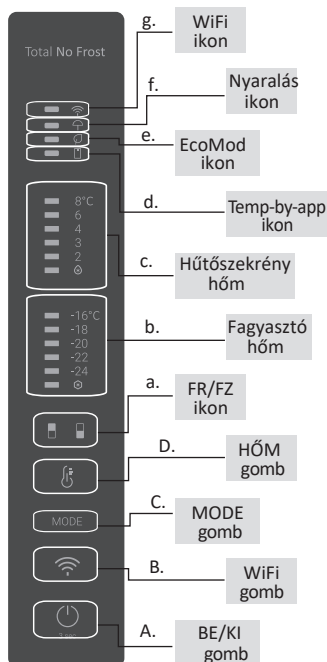 g. WiFi
ikon
Total No Frost
f. Nyaralás
ikon
e. EcoMod
ikon
d. Temp-by-app
ikon
8°C
6
4
3
2
c. Hűtőszekrény
hőm
-16°C
-18
-20
-22
-24
b. Fagyasztó
hőm
a. FR/FZ
ikon
D. HŐM
gomb
MODE
C. MODE
gomb
B. WiFi
gomb
3 sec
A. BE/KI
gomb